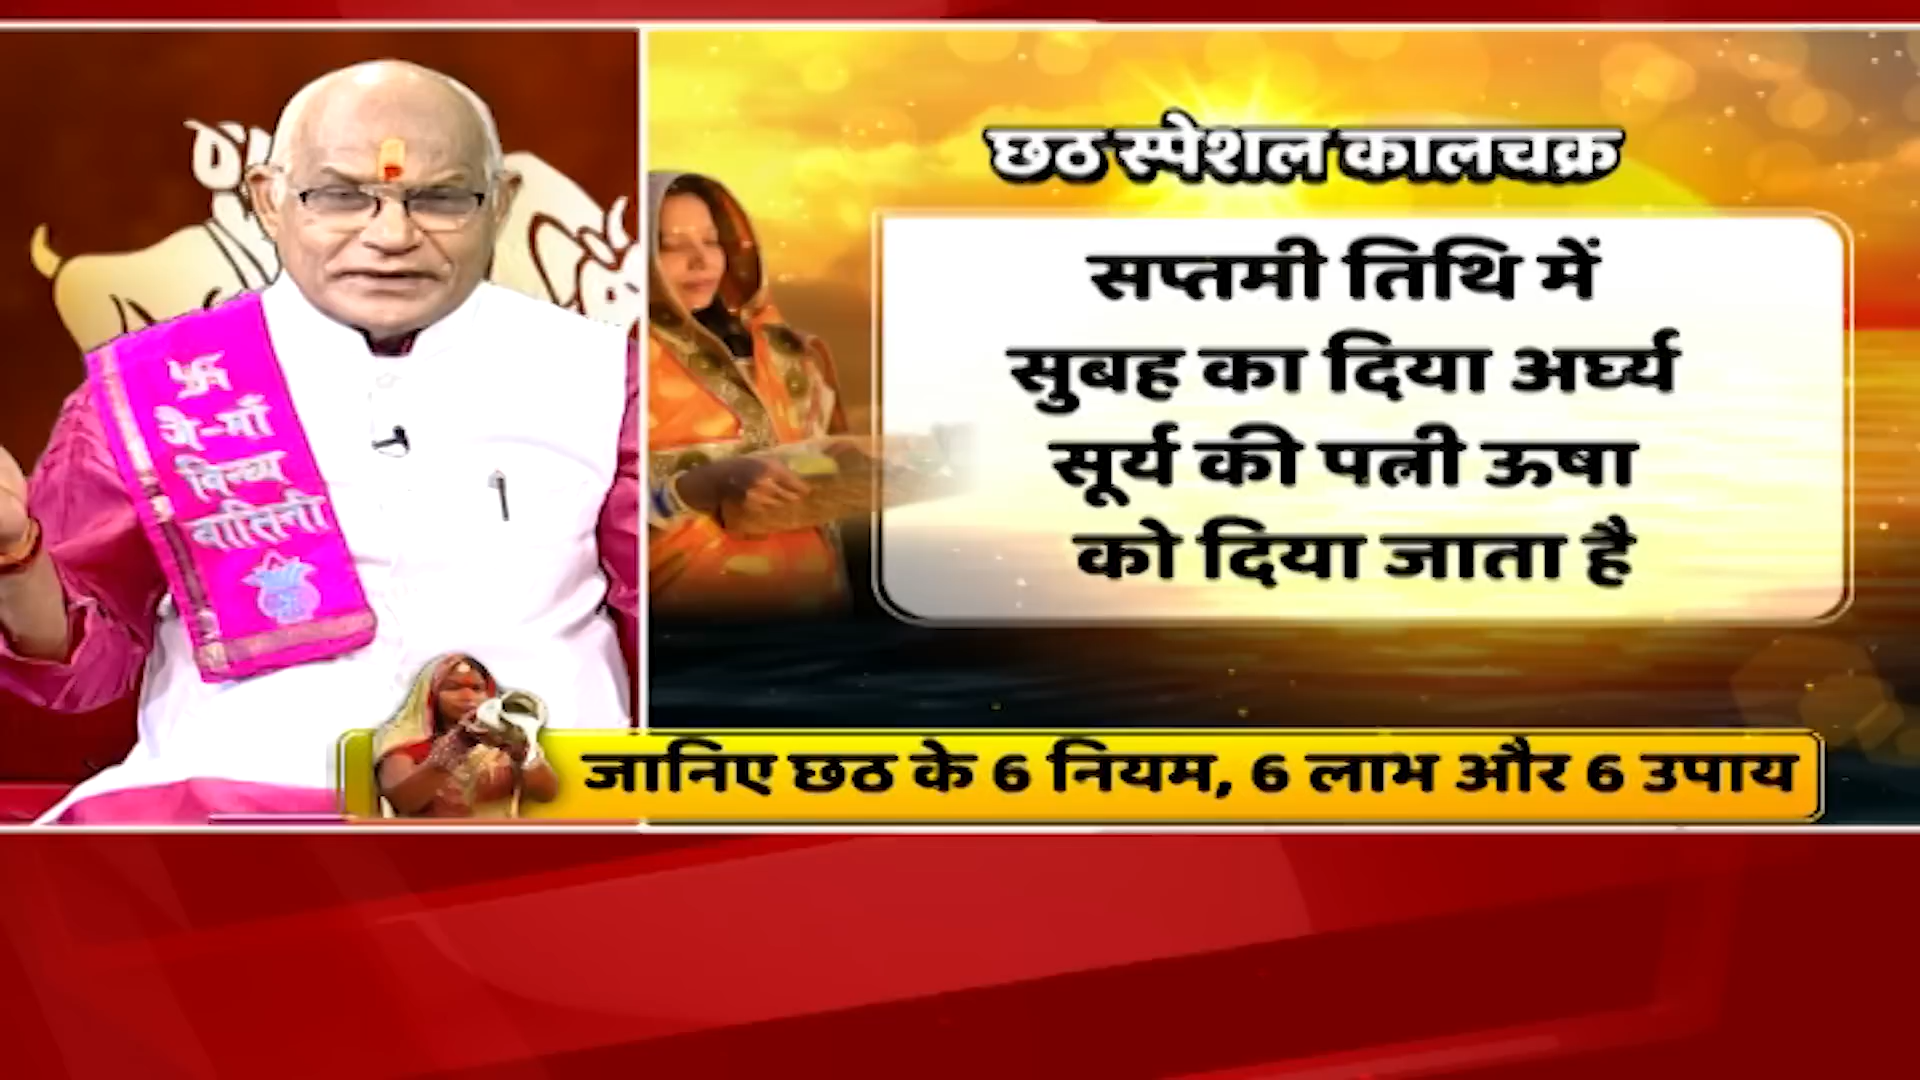 छठ स्पेशल कालचक्र
सप्तमी तिथि में
सुबह का दिया अर्घ्य
सूर्य की पत्नी ऊषा
को दिया जाता है
जै-माँ
विन्ध्य
वासिनी
जानिए छठ के 6 नियम, 6 लाभ और 6 उपाय